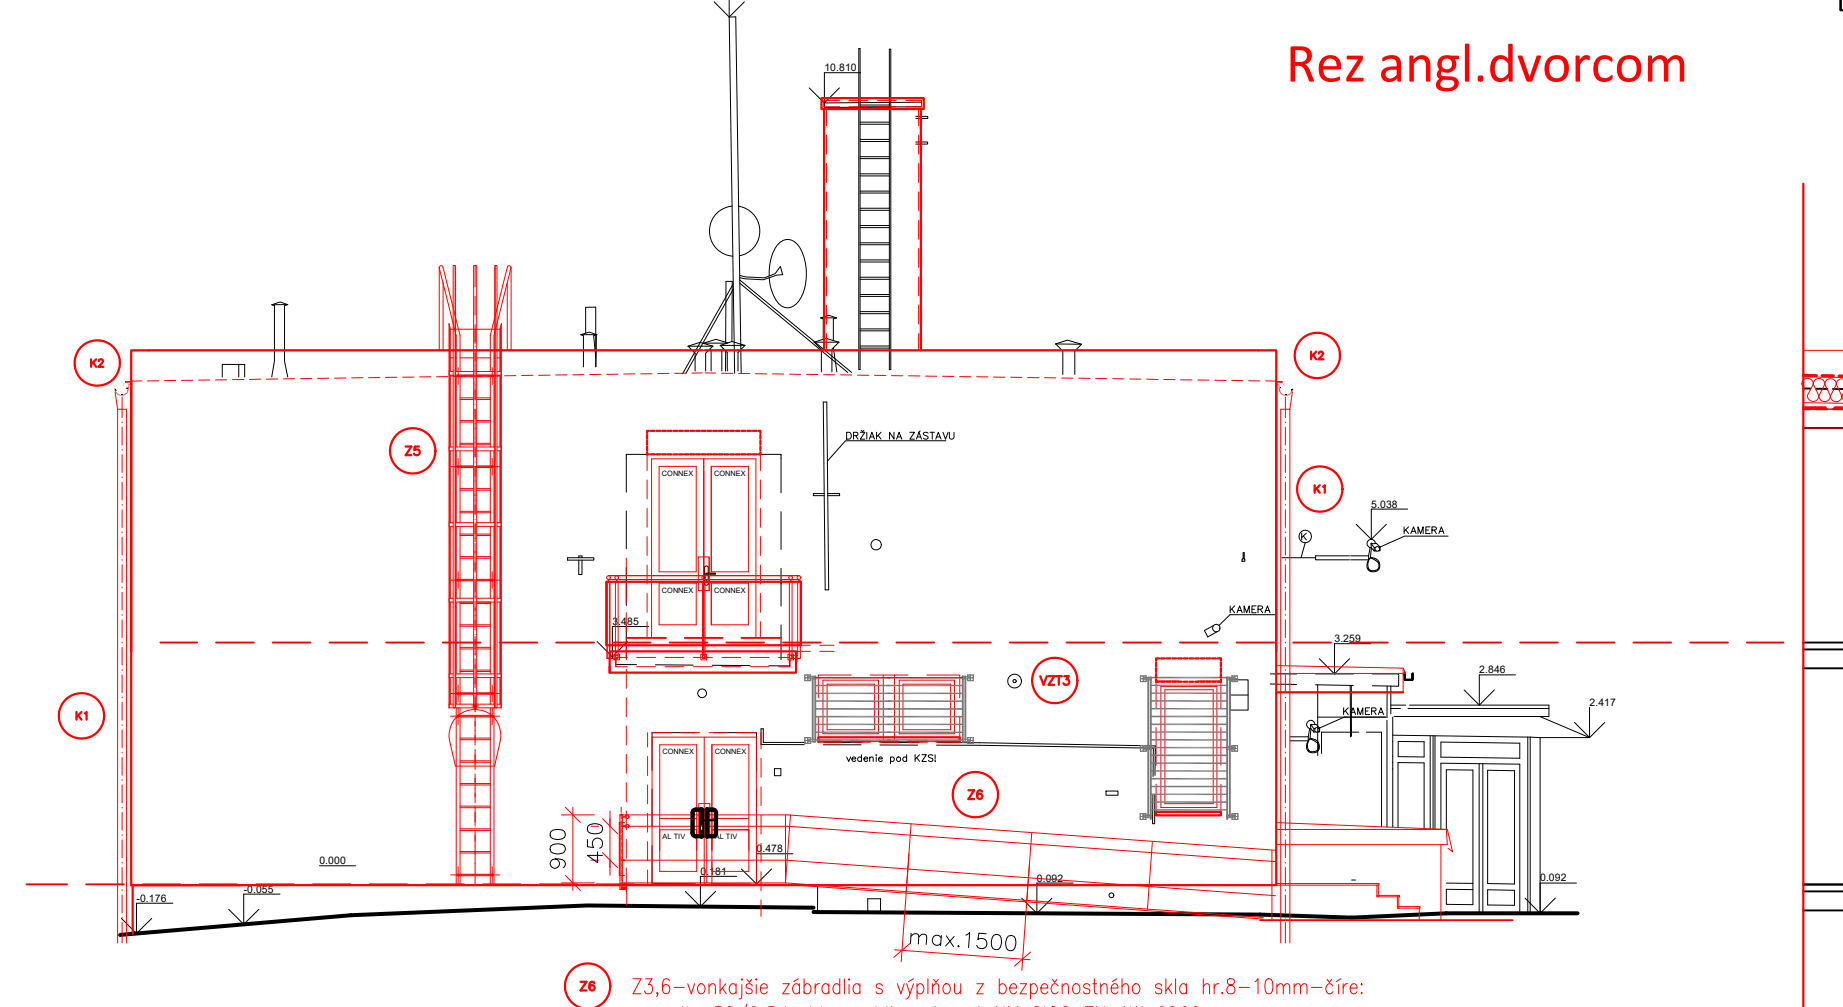 Rez angl.dvorcom
10.810
K2
K2
Z5
DRŽIAK NA ZÁSTAVU
CONNEX
CONNEX
K1
5.038
KAMERA
K
CONNEX
CONNEX
KAMERA
3.485
3.259
VZT3
2.846
2.417
K1
KAMERA
CONNEX
CONNEX
vedenie pod KZSI
Z6
900
450
AL TIV
AL TIV
0.478
0.000
0.181
0.092
0.092
-0.055
-0.176
max.1500
Z6
Z3,6-vonkajšie zábradlia s výplňou z bezpečnostného skla hr.8-10mm-číre: